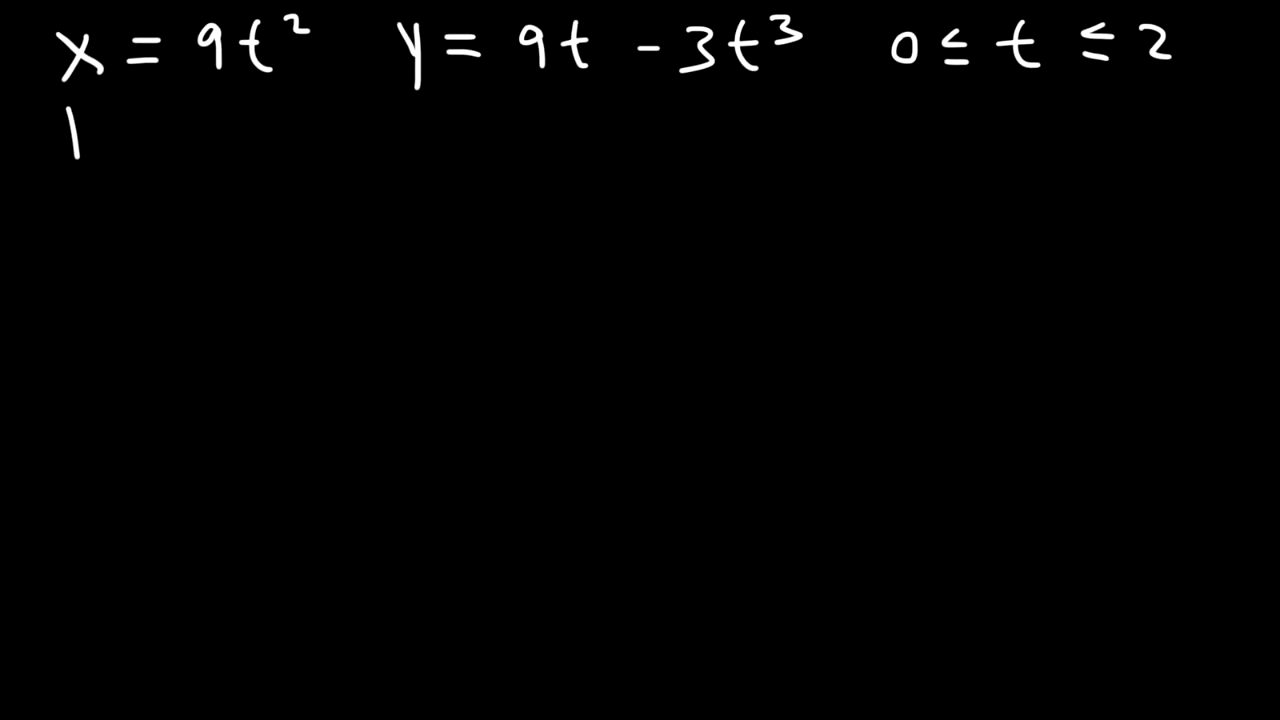 x = 9t² y = 9t - 3t³ 0 ≤ t ≤ 2